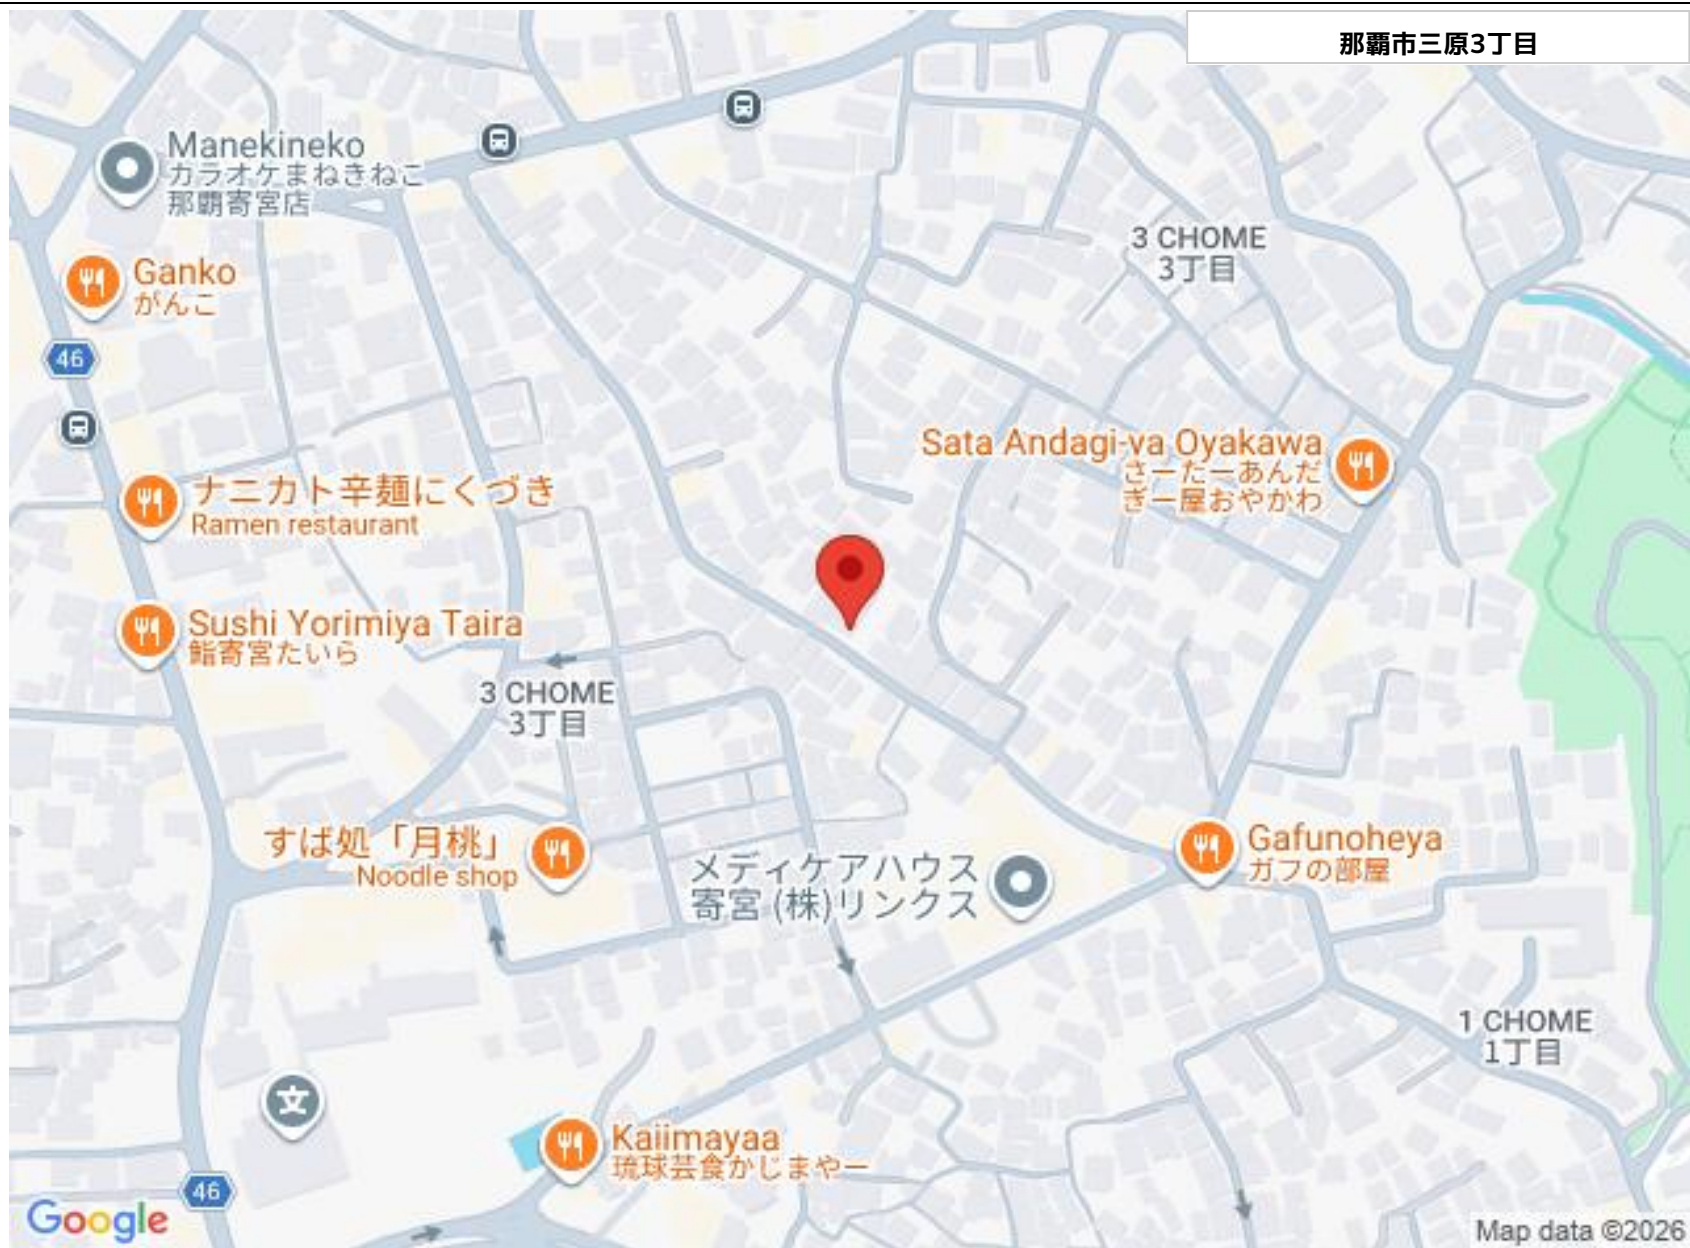 那覇市三原3丁目
Manekineko
カラオケまねきねこ
那覇寄宮店
Ganko
がんこ
3 CHOME
3丁目
46
Sata Andagi-ya Oyakawa
さーたーあんだ
ぎー屋おやかわ
ナニカト辛麺にくづき
Ramen restaurant
Sushi Yorimiya Taira
鮨寄宮たいら
3 CHOME
3丁目
すば処「月桃」
Noodle shop
メディケアハウス
寄宮 (株)リンクス
Gafunoheya
ガフの部屋
1 CHOME
1丁目
文
Kajimayaa
琉球芸食かじまやー
46
Google
Map data ©2026